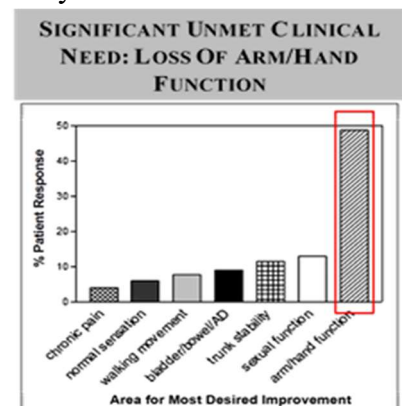 SIGNIFICANT UNMET CLINICAL
NEED: LOSS OF ARM/HAND
FUNCTION
50
40
30
20
10
0
% Patient Response
chronic pain
normal sensation
walking movement
bladder/bowel/AD
trunk stability
sexual function
arm/hand function
Area for Most Desired Improvement